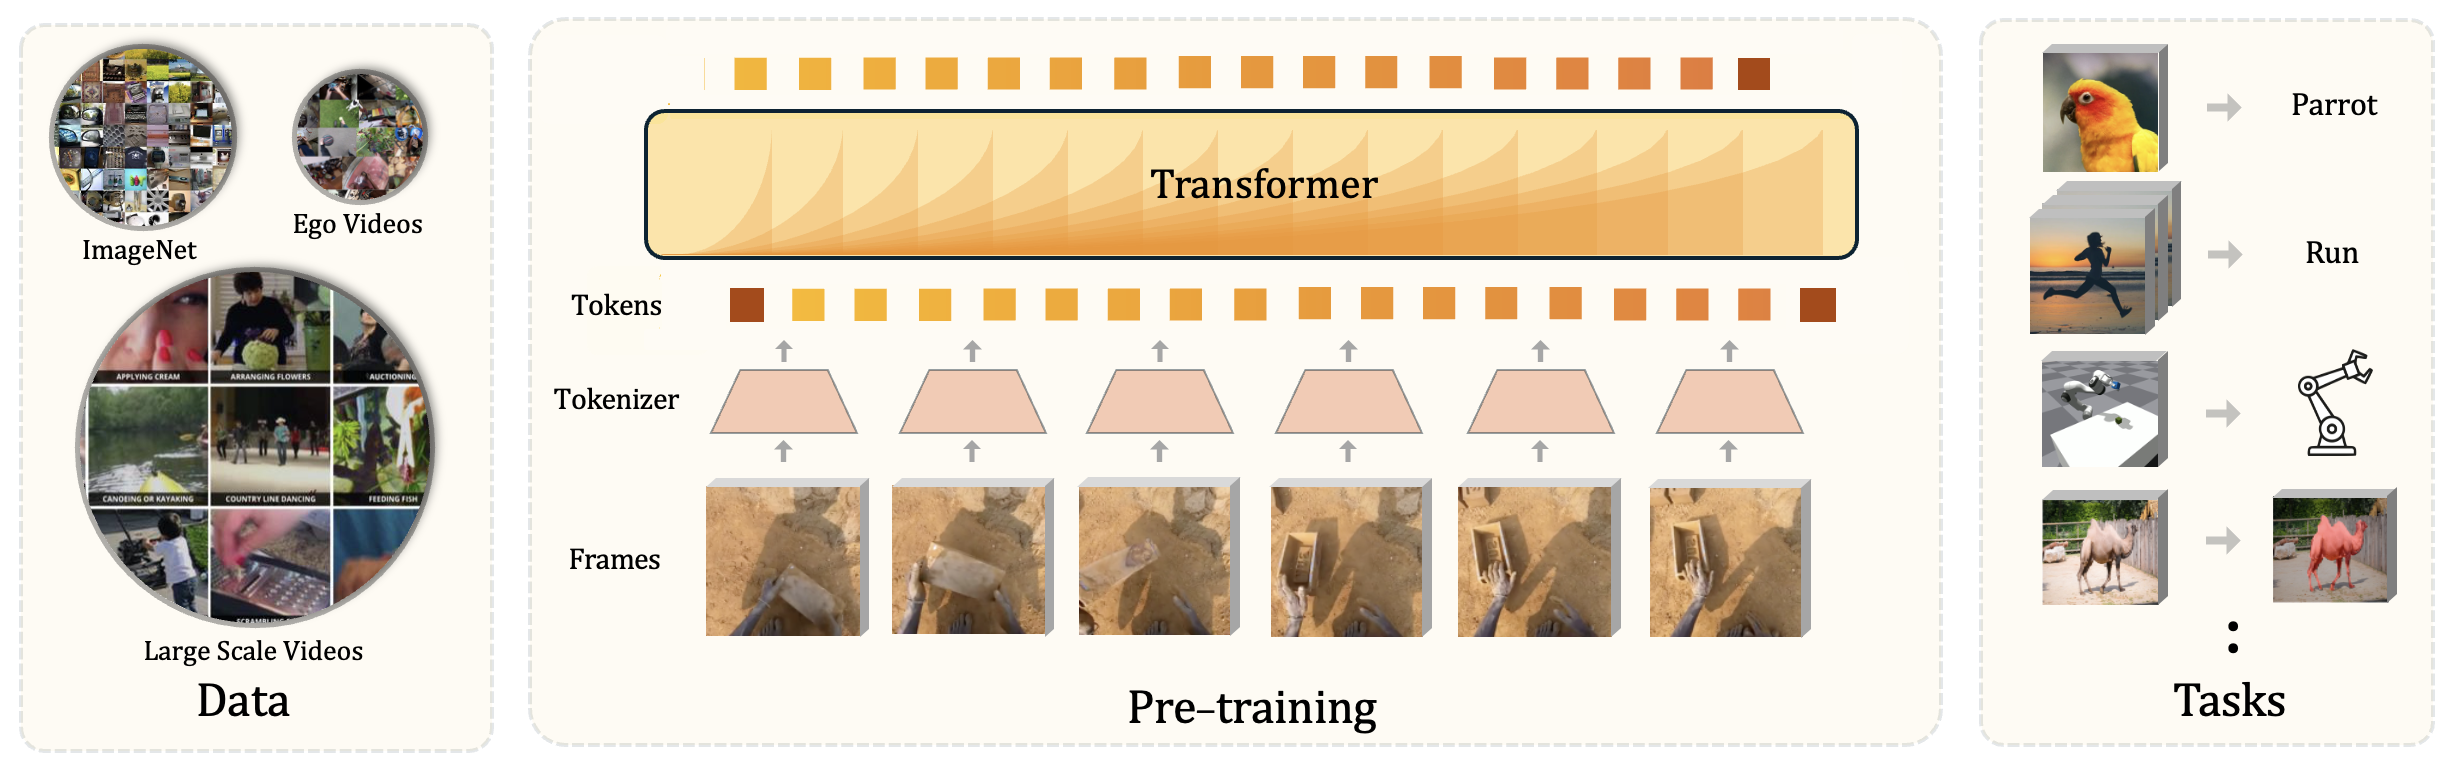 ImageNet
Ego Videos
APPLYING CREAM
ARRANGING FLOWERS
AUCTIONING
CANOEING OR KAYAKING
COUNTRY LINE DANCING
FEEDING FISH
SCRAMBLING
Large Scale Videos
Data
Transformer
Tokens
Tokenizer
Frames
Pre-training
Parrot
Run
Tasks